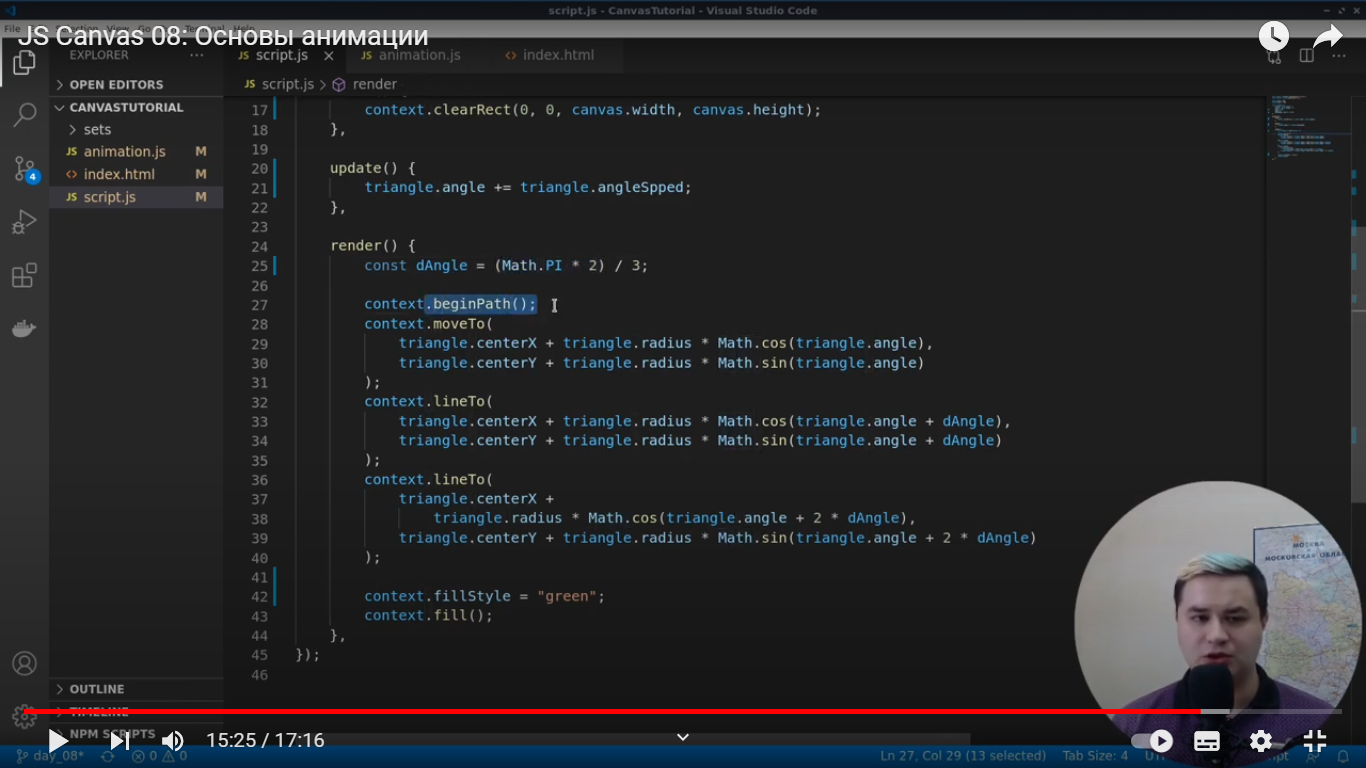 script.js - CanvasTutorial - Visual Studio Code
JS Canvas 08: Основы анимации
EXPLORER
JS script.js
JS animation.js
<> index.html
OPEN EDITORS
JS script.js > render
CANVASTUTORIAL
sets
JS animation.js M
<> index.html M
JS script.js M
4
17 context.clearRect(0, 0, canvas.width, canvas.height);
18 },
19
20 update() {
21 triangle.angle += triangle.angleSpped;
22 },
23
24 render() {
25 const dAngle = (Math.PI * 2) / 3;
26
27 context.beginPath();
28 context.moveTo(
29 triangle.centerX + triangle.radius * Math.cos(triangle.angle),
30 triangle.centerY + triangle.radius * Math.sin(triangle.angle)
31 );
32 context.lineTo(
33 triangle.centerX + triangle.radius * Math.cos(triangle.angle + dAngle),
34 triangle.centerY + triangle.radius * Math.sin(triangle.angle + dAngle)
35 );
36 context.lineTo(
37 triangle.centerX +
38 triangle.radius * Math.cos(triangle.angle + 2 * dAngle),
39 triangle.centerY + triangle.radius * Math.sin(triangle.angle + 2 * dAngle)
40 );
41
42 context.fillStyle = "green";
43 context.fill();
44 },
45 });
46
МОСКВА
МОСКОВСКАЯ ОБЛА
OUTLINE
TIMELINE
NPM SCRIPTS
15:25 / 17:16
day_08* 0 0
Ln 27, Col 29 (13 selected) Tab Size: 4